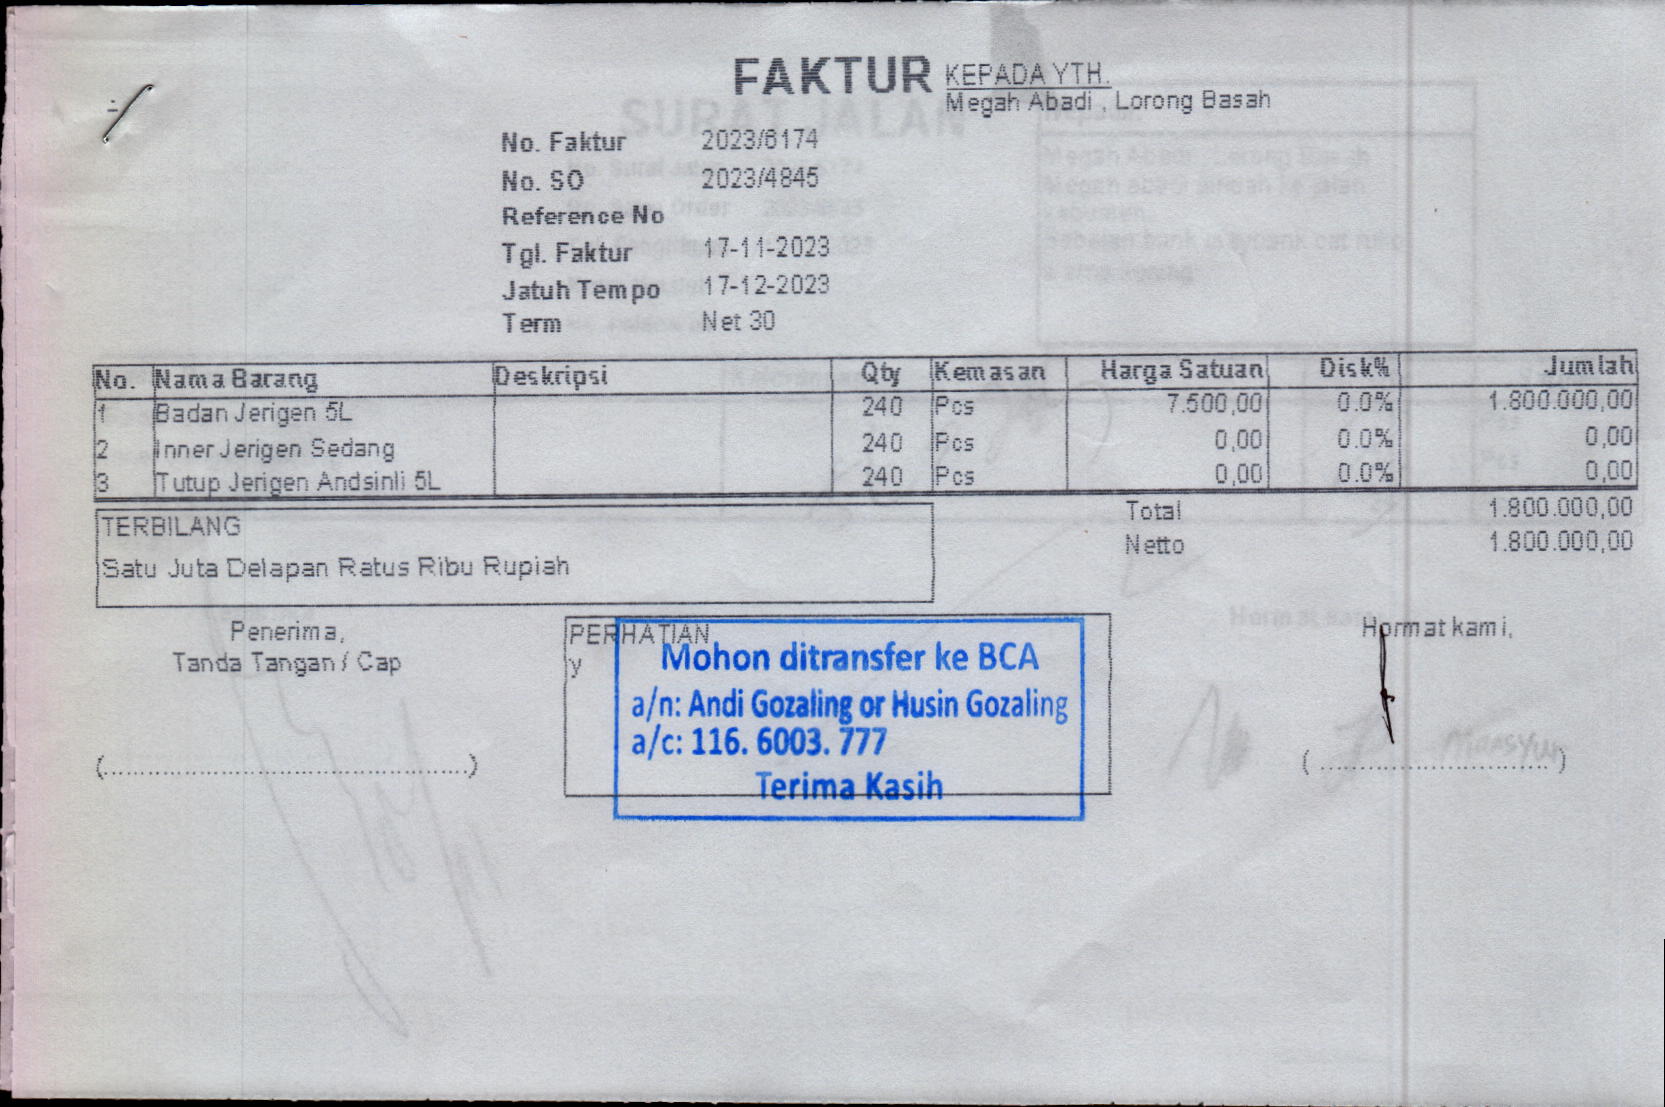 FAKTUR
KEPADA YTH.
Megah Abadi , Lorong Basah
No. Faktur 2023/6174
No. SO 2023/4845
Reference No
Tgl. Faktur 17-11-2023
Jatuh Tempo 17-12-2023
Term Net 30
No. Nama Barang Deskripsi Qty Kemasan Harga Satuan Disk% Jumlah
1 Badan Jerigen 5L 240 Pcs 7.500,00 0.0% 1.800.000,00
2 Inner Jerigen Sedang 240 Pcs 0,00 0.0% 0,00
3 Tutup Jerigen Andsinli 5L 240 Pcs 0,00 0.0% 0,00
Total 1.800.000,00
Netto 1.800.000,00
TERBILANG
Satu Juta Delapan Ratus Ribu Rupiah
Penerima,
Tanda Tangan / Cap
(................................................)
PERHATIAN
y
Mohon ditransfer ke BCA
a/n: Andi Gozaling or Husin Gozaling
a/c: 116. 6003. 777
Terima Kasih
Hormat kami,
(..............................)
SURAT JALAN